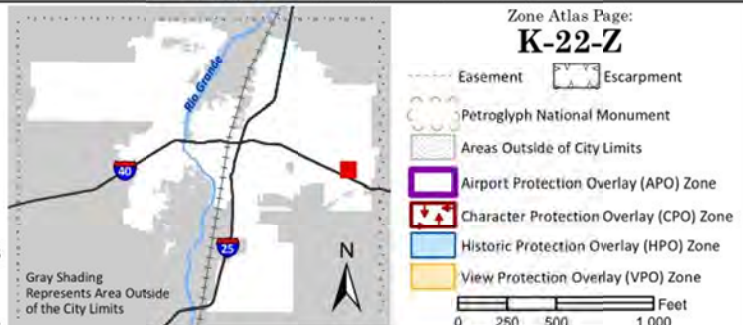 Rio Grande
40
25
N
Gray Shading
Represents Area Outside
of the City Limits
Zone Atlas Page:
K-22-Z
Easement
Escarpment
Petroglyph National Monument
Areas Outside of City Limits
Airport Protection Overlay (APO) Zone
Character Protection Overlay (CPO) Zone
Historic Protection Overlay (HPO) Zone
View Protection Overlay (VPO) Zone
Feet
0 250 500 1,000